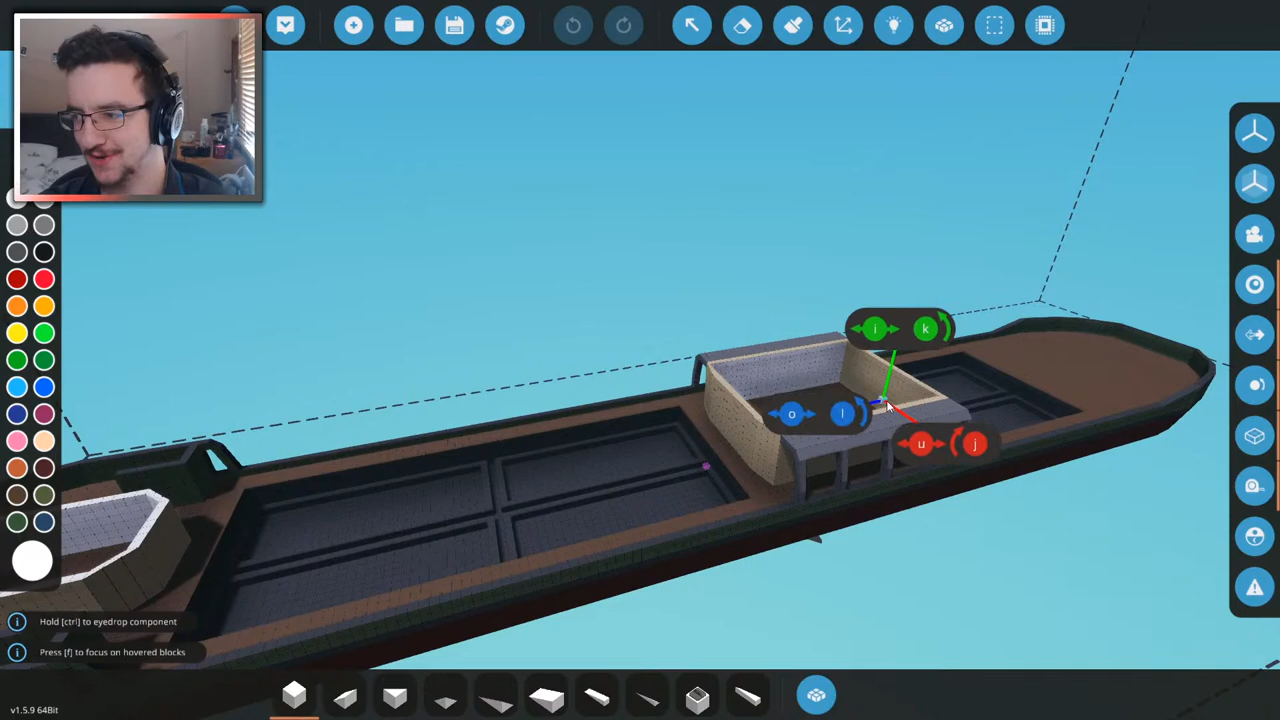 i
k
o
l
u
j
Hold [ctrl] to eyedrop component
Press [f] to focus on hovered blocks
v1.5.9 64Bit